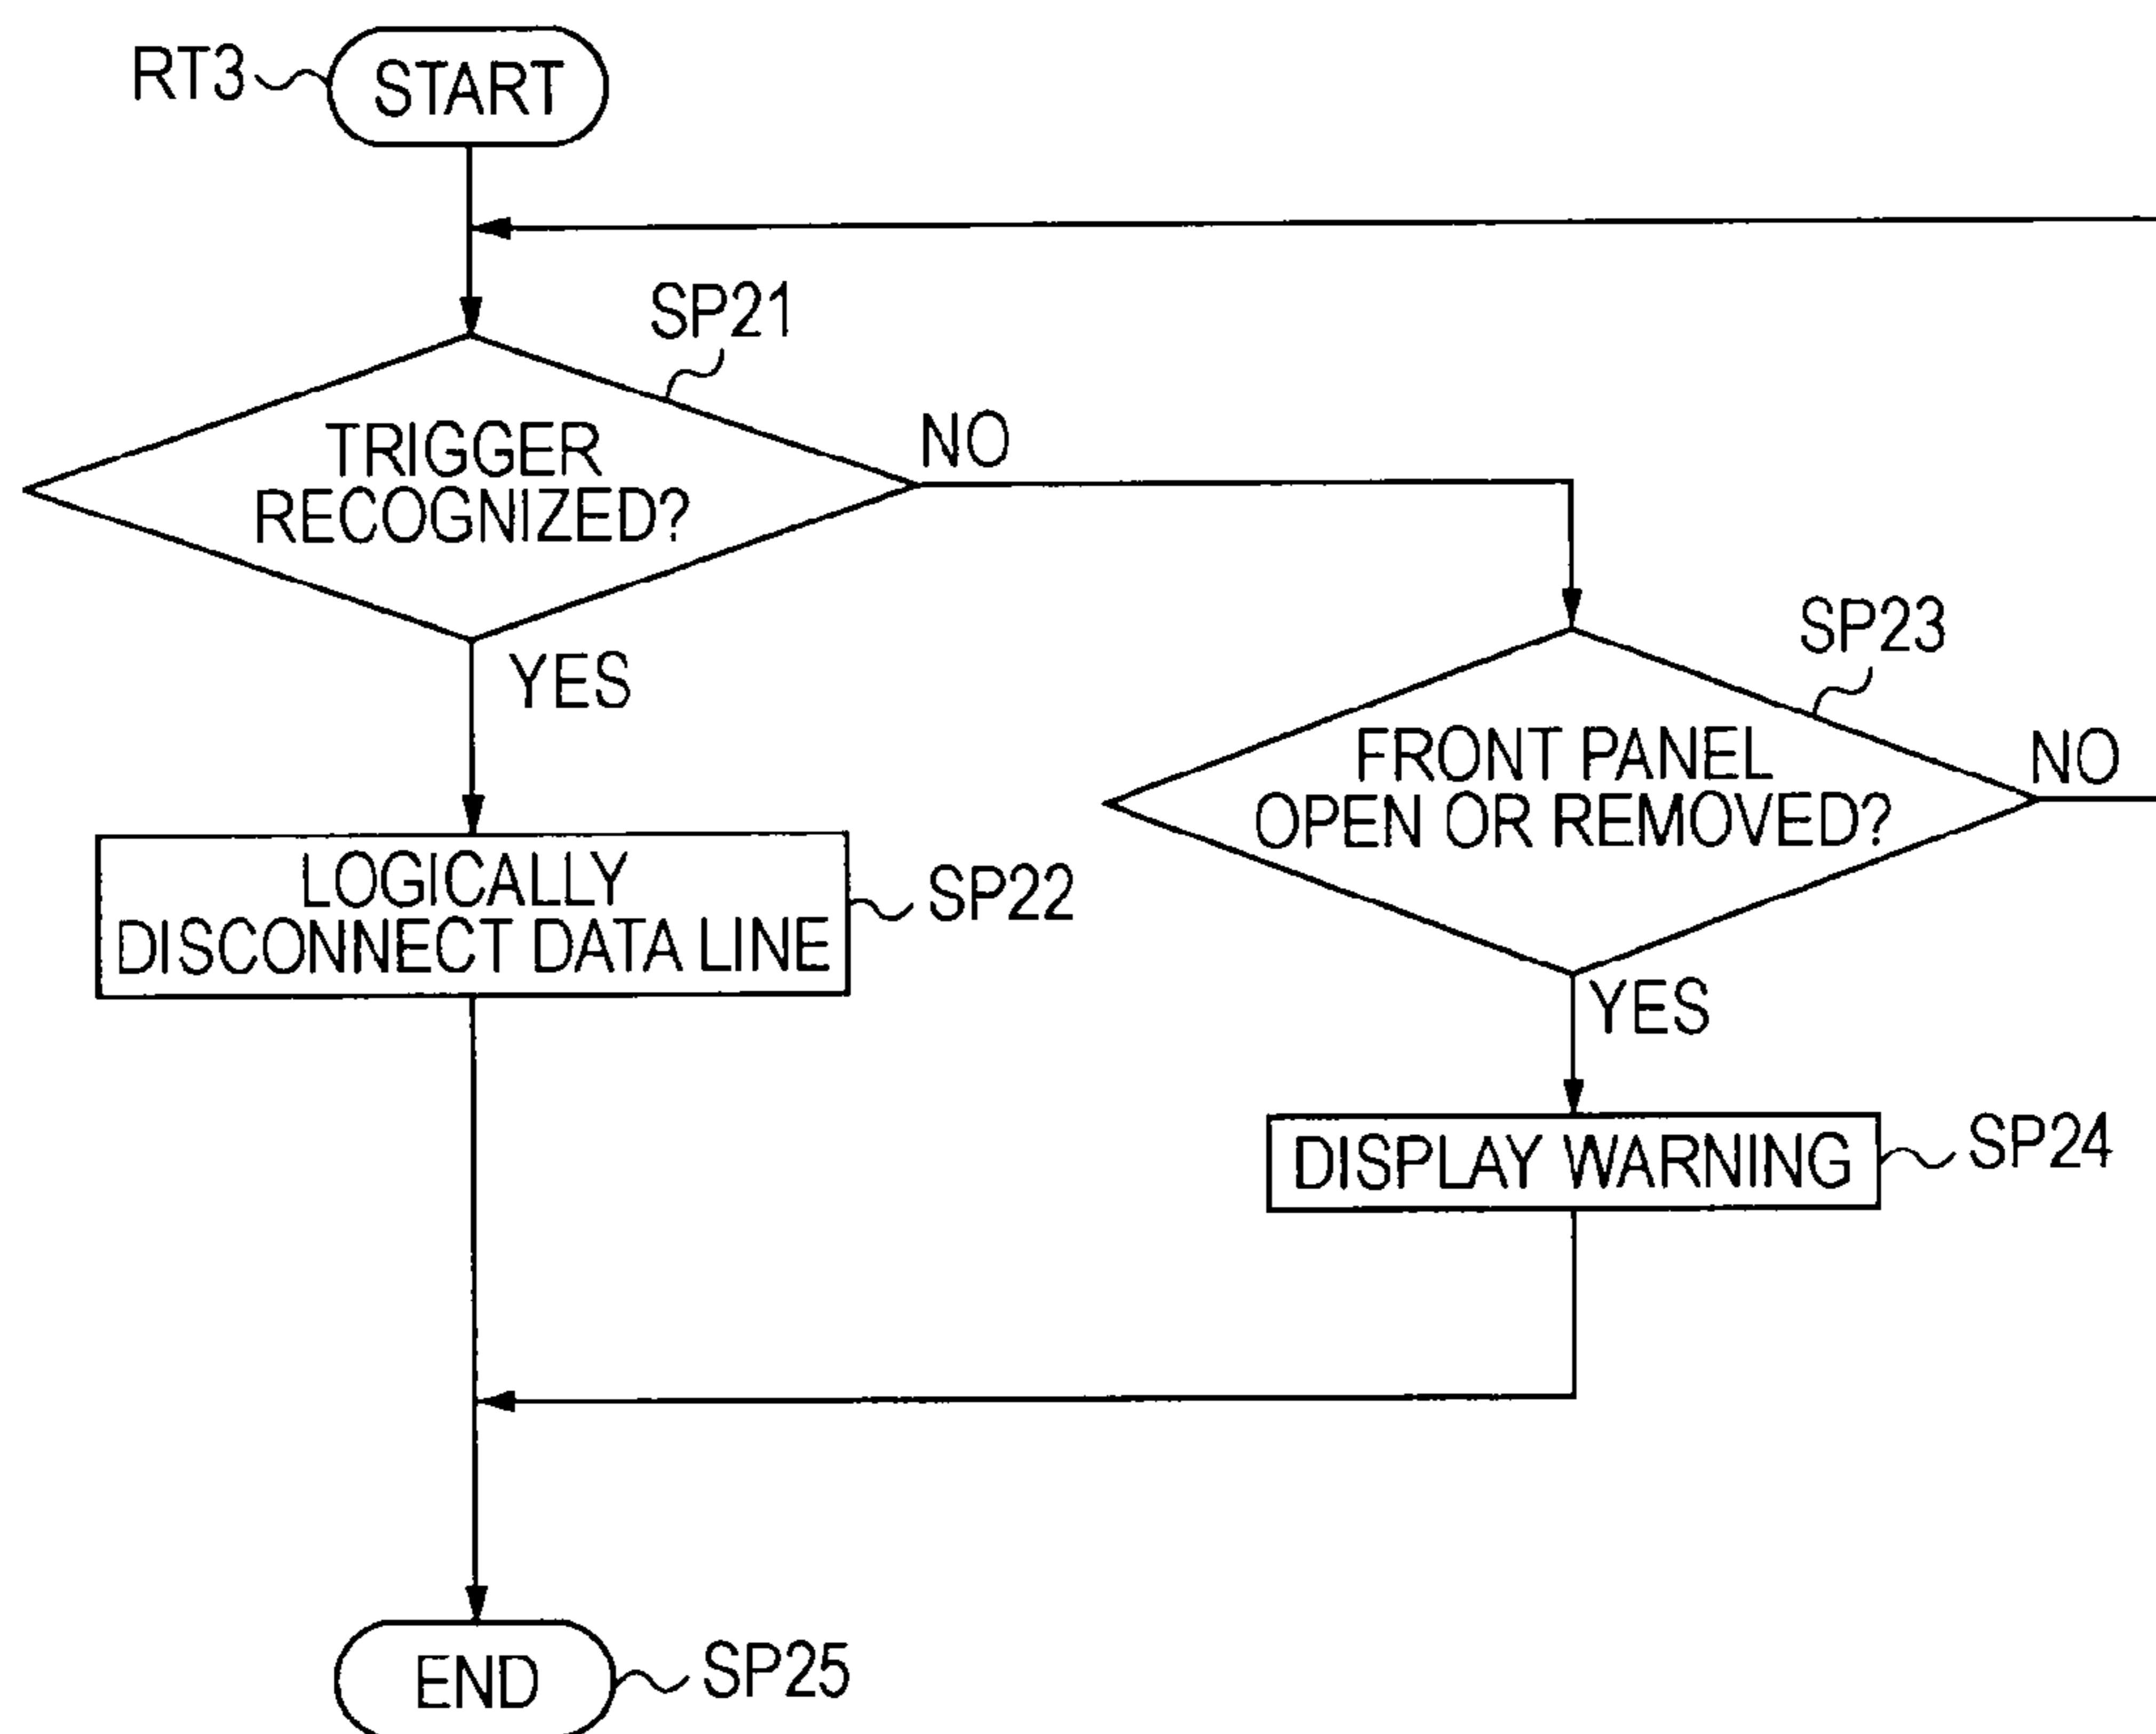 RT3
START
SP21
TRIGGER
RECOGNIZED?
NO
YES
SP23
FRONT PANEL
OPEN OR REMOVED?
NO
YES
LOGICALLY
DISCONNECT DATA LINE
SP22
DISPLAY WARNING
SP24
END
SP25